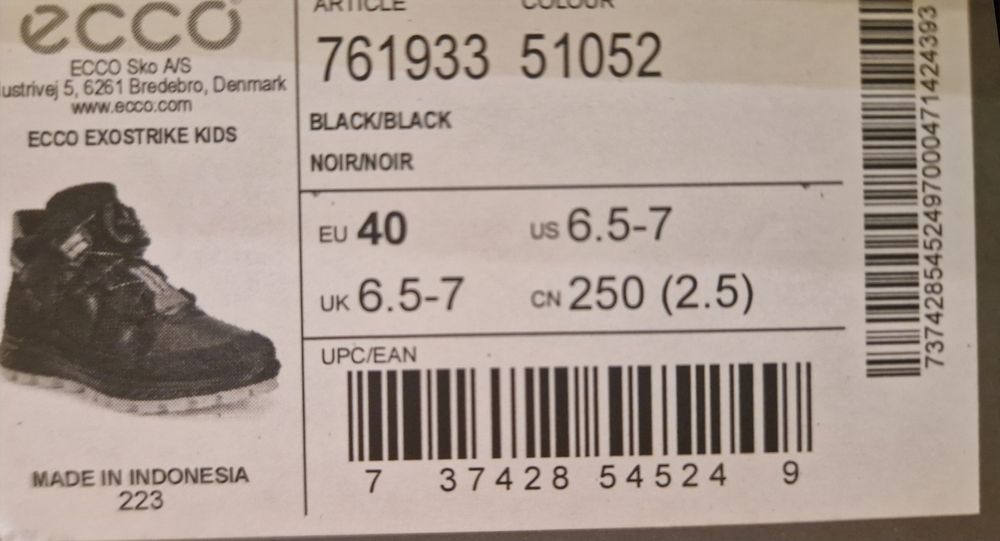 ecco
ECCO Sko A/S
ustrivej 5, 6261 Bredebro, Denmark
www.ecco.com
ECCO EXOSTRIKE KIDS
MADE IN INDONESIA
223
ARTICLE COLOUR
761933 51052
BLACK/BLACK
NOIR/NOIR
EU 40 US 6.5-7
UK 6.5-7 CN 250 (2.5)
UPC/EAN
7 37428 54524 9
7374285452497000471424393